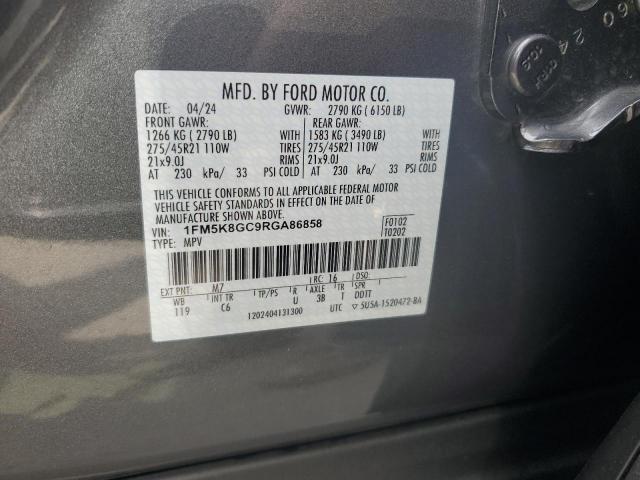 MFD. BY FORD MOTOR CO.
DATE: 04/24 GVWR: 2790 KG ( 6150 LB)
FRONT GAWR: REAR GAWR:
1266 KG ( 2790 LB) WITH 1583 KG ( 3490 LB) WITH
275/45R21 110W TIRES 275/45R21 110W TIRES
21x9.0J RIMS 21x9.0J RIMS
AT 230 kPa/ 33 PSI COLD AT 230 kPa/ 33 PSI COLD
THIS VEHICLE CONFORMS TO ALL APPLICABLE FEDERAL MOTOR
VEHICLE SAFETY STANDARDS IN EFFECT ON THE DATE OF
MANUFACTURE SHOWN ABOVE.
VIN: 1FM5K8GC9RGA86858 F0102
TYPE: MPV T0202
EXT PNT: M7 RC: 16 DSO:
WB INT TR TP/PS R AXLE TR SPR
119 C6 U 3B T DDTT
1202404131300 UTC ▽ 5U5A-1520472-BA
60 24